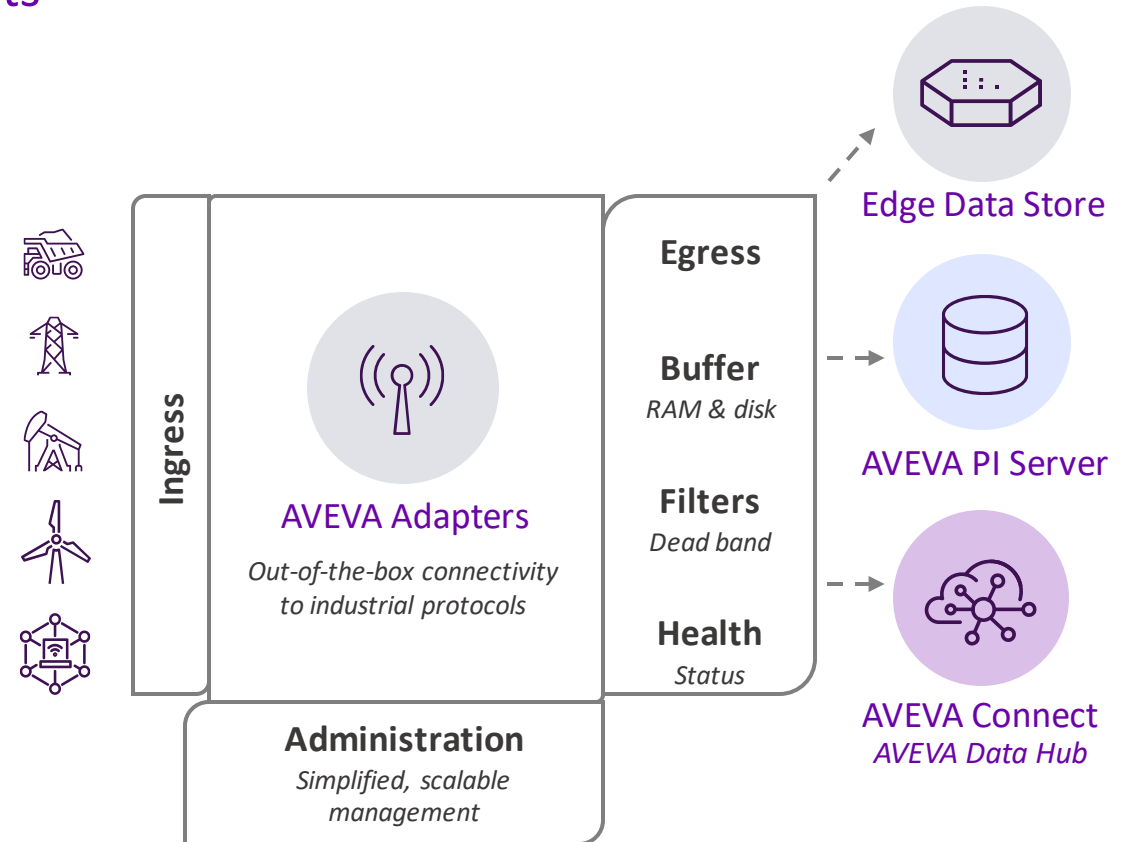 Edge Data Store
Ingress
AVEVA Adapters
Out-of-the-box connectivity
to industrial protocols
Egress
Buffer
RAM & disk
Filters
Dead band
Health
Status
AVEVA PI Server
AVEVA Connect
AVEVA Data Hub
Administration
Simplified, scalable
management